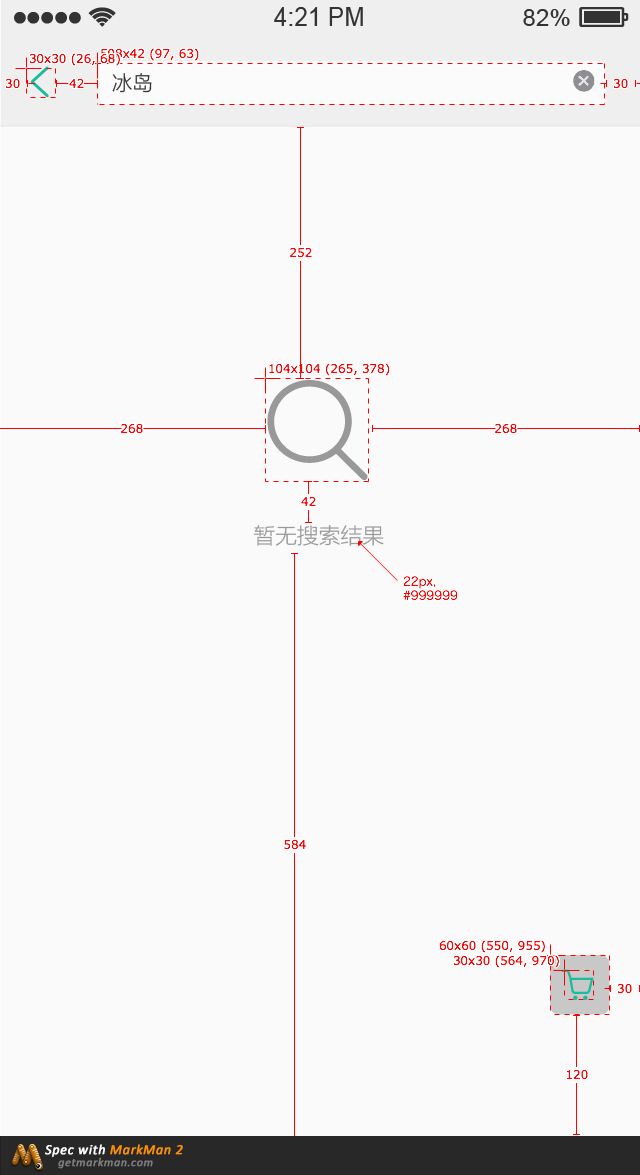 4:21 PM
82%
30x30 (26, 68)
508x42 (97, 63)
30
42
冰岛
30
252
104x104 (265, 378)
268
268
42
暂无搜索结果
22px,
#999999
584
60x60 (550, 955)
30x30 (564, 970)
30
120
Spec with MarkMan 2
getmarkman.com